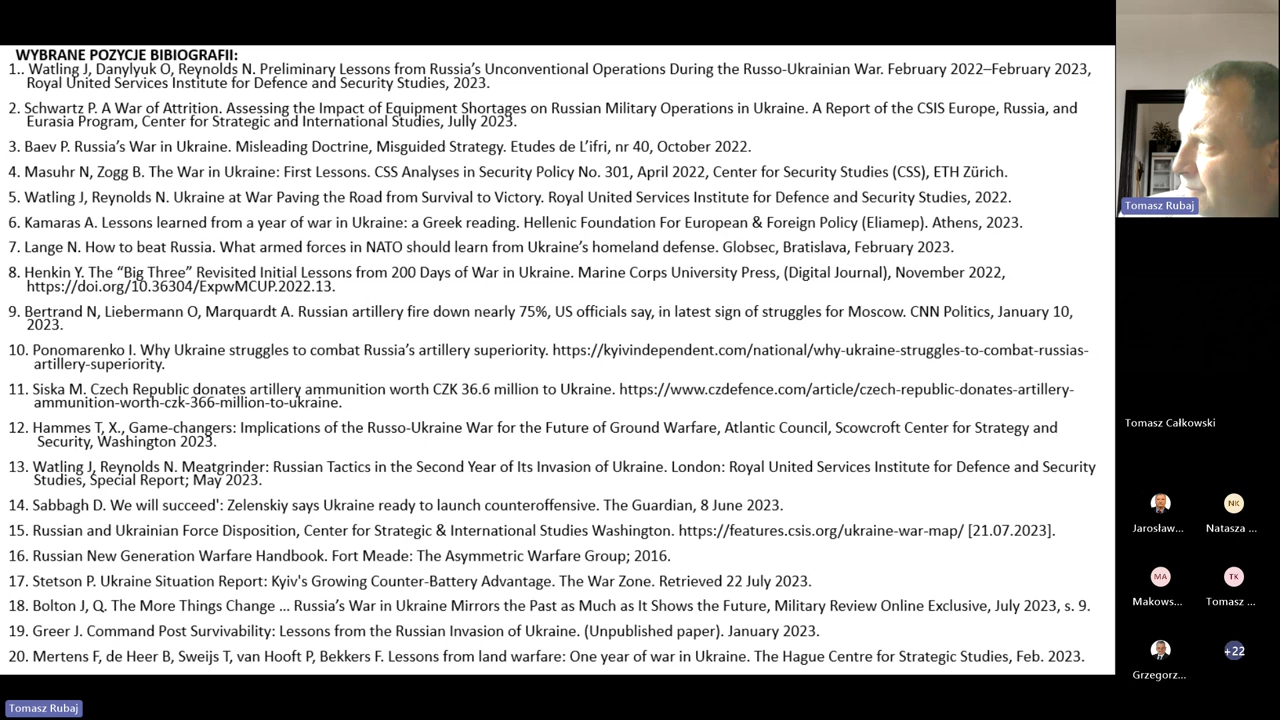 WYBRANE POZYCJE BIBIOGRAFII:
1.. Watling J, Danylyuk O, Reynolds N. Preliminary Lessons from Russia's Unconventional Operations During the Russo-Ukrainian War. February 2022–February 2023,
Royal United Services Institute for Defence and Security Studies, 2023.
2. Schwartz P. A War of Attrition. Assessing the Impact of Equipment Shortages on Russian Military Operations in Ukraine. A Report of the CSIS Europe, Russia, and
Eurasia Program, Center for Strategic and International Studies, Jully 2023.
3. Baev P. Russia's War in Ukraine. Misleading Doctrine, Misguided Strategy. Etudes de L'ifri, nr 40, October 2022.
4. Masuhr N, Zogg B. The War in Ukraine: First Lessons. CSS Analyses in Security Policy No. 301, April 2022, Center for Security Studies (CSS), ETH Zürich.
5. Watling J, Reynolds N. Ukraine at War Paving the Road from Survival to Victory. Royal United Services Institute for Defence and Security Studies, 2022.
6. Kamaras A. Lessons learned from a year of war in Ukraine: a Greek reading. Hellenic Foundation For European & Foreign Policy (Eliamep). Athens, 2023.
7. Lange N. How to beat Russia. What armed forces in NATO should learn from Ukraine's homeland defense. Globsec, Bratislava, February 2023.
8. Henkin Y. The "Big Three" Revisited Initial Lessons from 200 Days of War in Ukraine. Marine Corps University Press, (Digital Journal), November 2022,
https://doi.org/10.36304/ExpwMCUP.2022.13.
9. Bertrand N, Liebermann O, Marquardt A. Russian artillery fire down nearly 75%, US officials say, in latest sign of struggles for Moscow. CNN Politics, January 10,
2023.
10. Ponomarenko I. Why Ukraine struggles to combat Russia's artillery superiority. https://kyivindependent.com/national/why-ukraine-struggles-to-combat-russias-
artillery-superiority.
11. Siska M. Czech Republic donates artillery ammunition worth CZK 36.6 million to Ukraine. https://www.czdefence.com/article/czech-republic-donates-artillery-
ammunition-worth-czk-366-million-to-ukraine.
12. Hammes T, X., Game-changers: Implications of the Russo-Ukraine War for the Future of Ground Warfare, Atlantic Council, Scowcroft Center for Strategy and
Security, Washington 2023.
13. Watling J, Reynolds N. Meatgrinder: Russian Tactics in the Second Year of Its Invasion of Ukraine. London: Royal United Services Institute for Defence and Security
Studies, Special Report; May 2023.
14. Sabbagh D. We will succeed': Zelenskiy says Ukraine ready to launch counteroffensive. The Guardian, 8 June 2023.
15. Russian and Ukrainian Force Disposition, Center for Strategic & International Studies Washington. https://features.csis.org/ukraine-war-map/ [21.07.2023].
16. Russian New Generation Warfare Handbook. Fort Meade: The Asymmetric Warfare Group; 2016.
17. Stetson P. Ukraine Situation Report: Kyiv's Growing Counter-Battery Advantage. The War Zone. Retrieved 22 July 2023.
18. Bolton J, Q. The More Things Change ... Russia's War in Ukraine Mirrors the Past as Much as It Shows the Future, Military Review Online Exclusive, July 2023, s. 9.
19. Greer J. Command Post Survivability: Lessons from the Russian Invasion of Ukraine. (Unpublished paper). January 2023.
20. Mertens F, de Heer B, Sweijs T, van Hooft P, Bekkers F. Lessons from land warfare: One year of war in Ukraine. The Hague Centre for Strategic Studies, Feb. 2023.
Tomasz Rubaj
Tomasz Całkowski
NK
Jarosław...
Natasza ...
MA
TK
Makows...
Tomasz ...
+22
Grzegorz...
Tomasz Rubaj